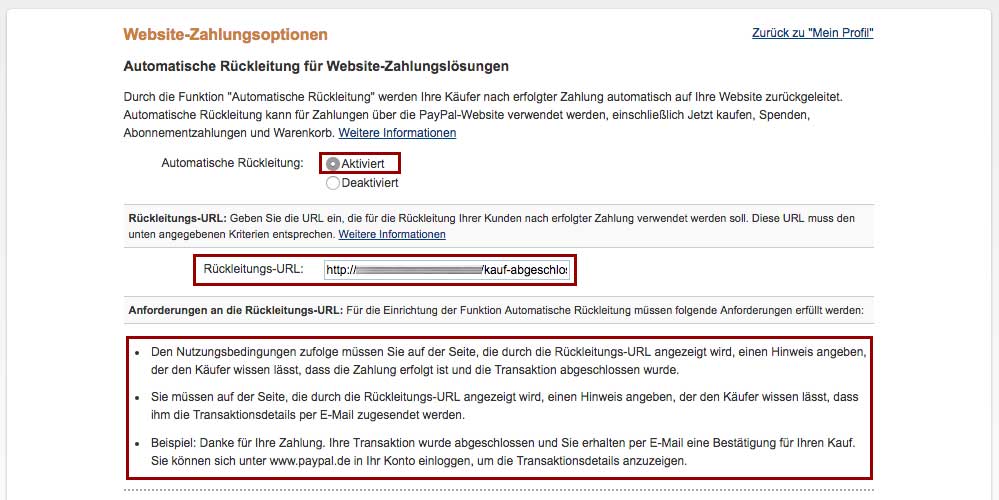 Website-Zahlungsoptionen
Zurück zu "Mein Profil"
Automatische Rückleitung für Website-Zahlungslösungen
Durch die Funktion "Automatische Rückleitung" werden Ihre Käufer nach erfolgter Zahlung automatisch auf Ihre Website zurückgeleitet.
Automatische Rückleitung kann für Zahlungen über die PayPal-Website verwendet werden, einschließlich Jetzt kaufen, Spenden,
Abonnementzahlungen und Warenkorb. Weitere Informationen
Automatische Rückleitung: Aktiviert
Deaktiviert
Rückleitungs-URL: Geben Sie die URL ein, die für die Rückleitung Ihrer Kunden nach erfolgter Zahlung verwendet werden soll. Diese URL muss den
unten angegebenen Kriterien entsprechen. Weitere Informationen
Rückleitungs-URL: http:// /kauf-abgeschlos
Anforderungen an die Rückleitungs-URL: Für die Einrichtung der Funktion Automatische Rückleitung müssen folgende Anforderungen erfüllt werden:
• Den Nutzungsbedingungen zufolge müssen Sie auf der Seite, die durch die Rückleitungs-URL angezeigt wird, einen Hinweis angeben,
der den Käufer wissen lässt, dass die Zahlung erfolgt ist und die Transaktion abgeschlossen wurde.
• Sie müssen auf der Seite, die durch die Rückleitungs-URL angezeigt wird, einen Hinweis angeben, der den Käufer wissen lässt, dass
ihm die Transaktionsdetails per E-Mail zugesendet werden.
• Beispiel: Danke für Ihre Zahlung. Ihre Transaktion wurde abgeschlossen und Sie erhalten per E-Mail eine Bestätigung für Ihren Kauf.
Sie können sich unter www.paypal.de in Ihr Konto einloggen, um die Transaktionsdetails anzuzeigen.